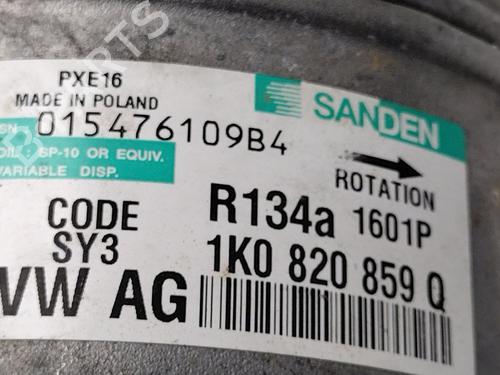 PXE16
MADE IN POLAND
SANDEN
SN 015476109B4
OIL: SP-10 OR EQUIV.
VARIABLE DISP.
ROTATION
CODE
SY3
R134a 1601P
1K0 820 859 Q
VW AG